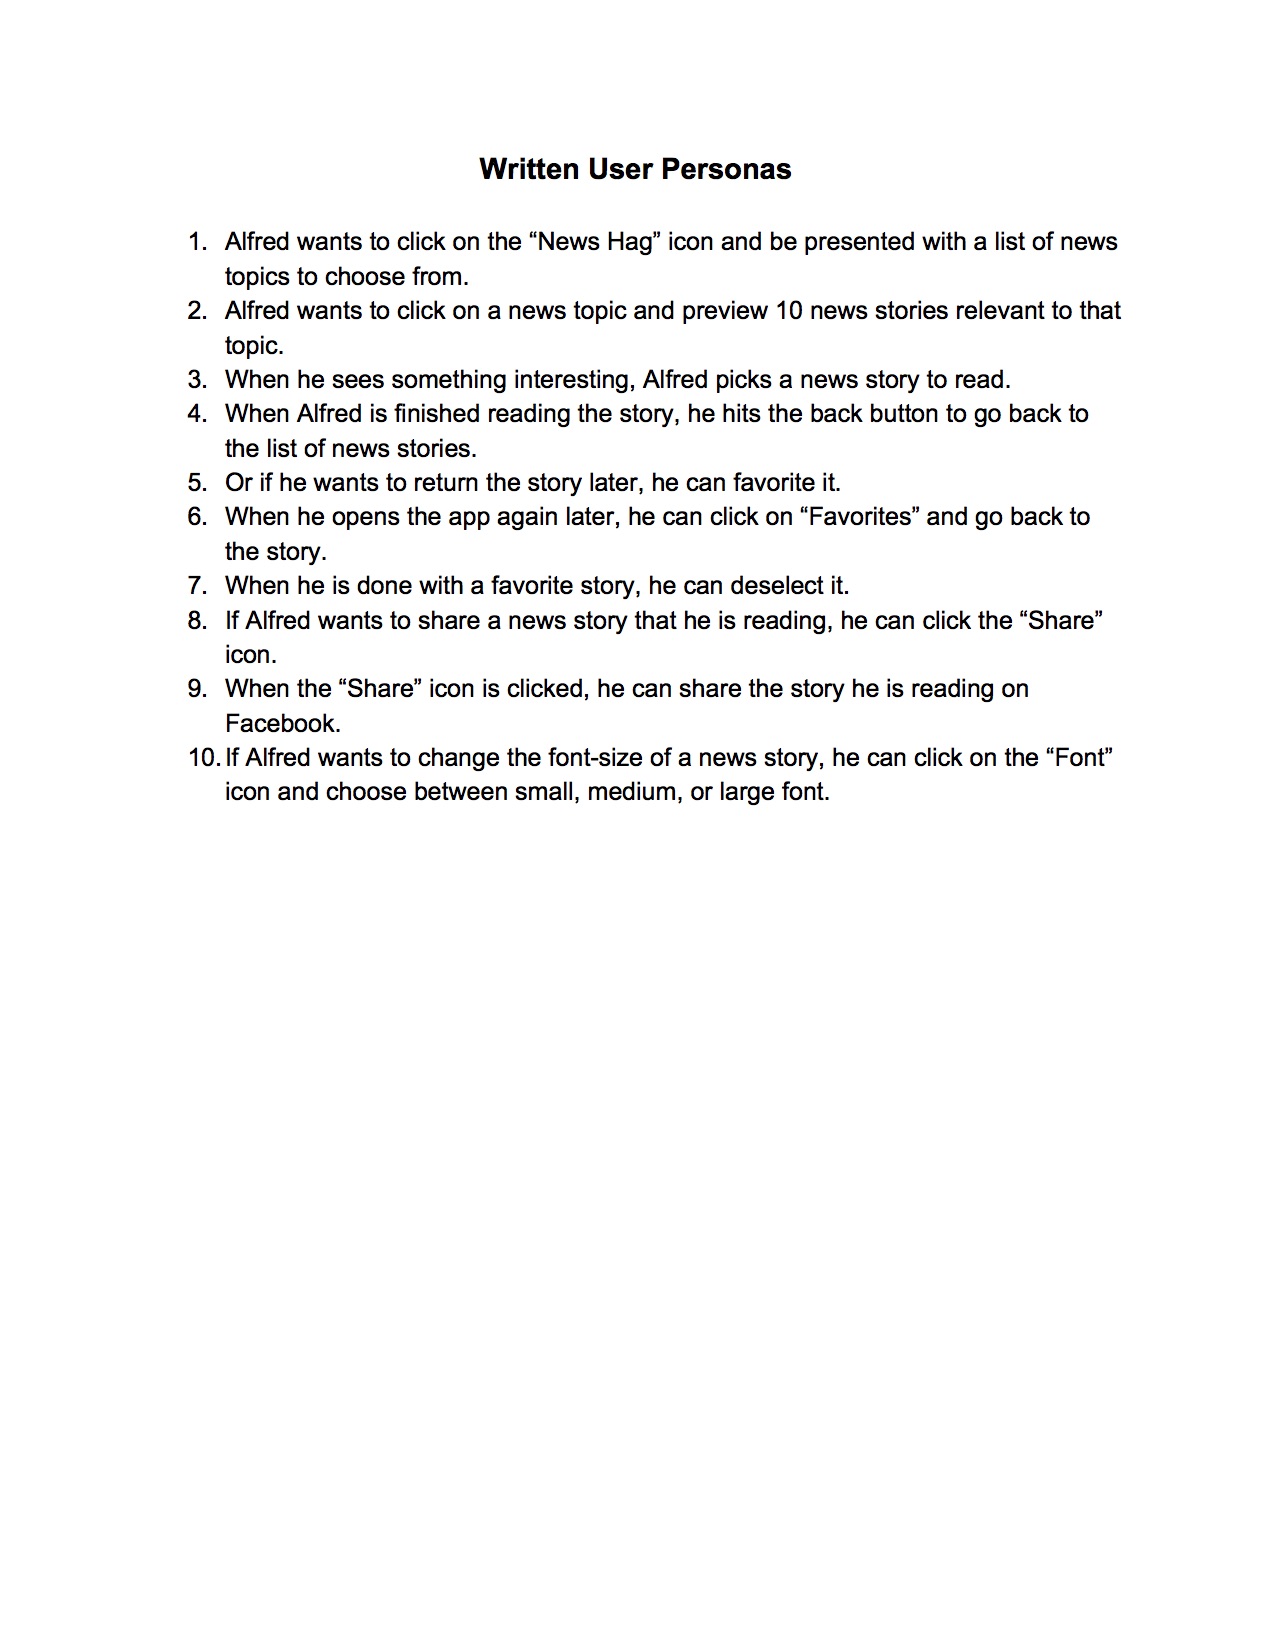 Written User Personas
1. Alfred wants to click on the “News Hag” icon and be presented with a list of news
topics to choose from.
2. Alfred wants to click on a news topic and preview 10 news stories relevant to that
topic.
3. When he sees something interesting, Alfred picks a news story to read.
4. When Alfred is finished reading the story, he hits the back button to go back to
the list of news stories.
5. Or if he wants to return the story later, he can favorite it.
6. When he opens the app again later, he can click on “Favorites” and go back to
the story.
7. When he is done with a favorite story, he can deselect it.
8. If Alfred wants to share a news story that he is reading, he can click the “Share”
icon.
9. When the “Share” icon is clicked, he can share the story he is reading on
Facebook.
10. If Alfred wants to change the font-size of a news story, he can click on the “Font”
icon and choose between small, medium, or large font.